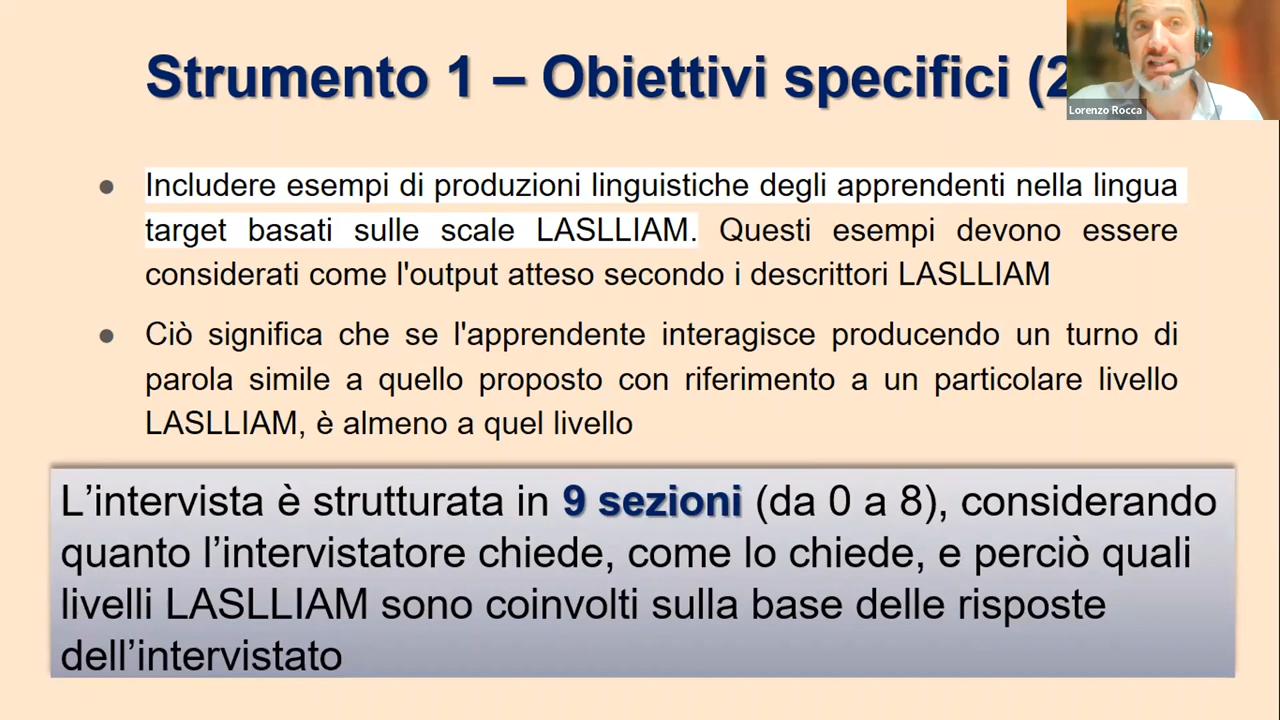 Strumento 1 – Obiettivi specifici (2
Lorenzo Rocca
● Includere esempi di produzioni linguistiche degli apprendenti nella lingua
target basati sulle scale LASLLIAM. Questi esempi devono essere
considerati come l'output atteso secondo i descrittori LASLLIAM
● Ciò significa che se l'apprendente interagisce producendo un turno di
parola simile a quello proposto con riferimento a un particolare livello
LASLLIAM, è almeno a quel livello
L’intervista è strutturata in 9 sezioni (da 0 a 8), considerando
quanto l’intervistatore chiede, come lo chiede, e perciò quali
livelli LASLLIAM sono coinvolti sulla base delle risposte
dell’intervistato